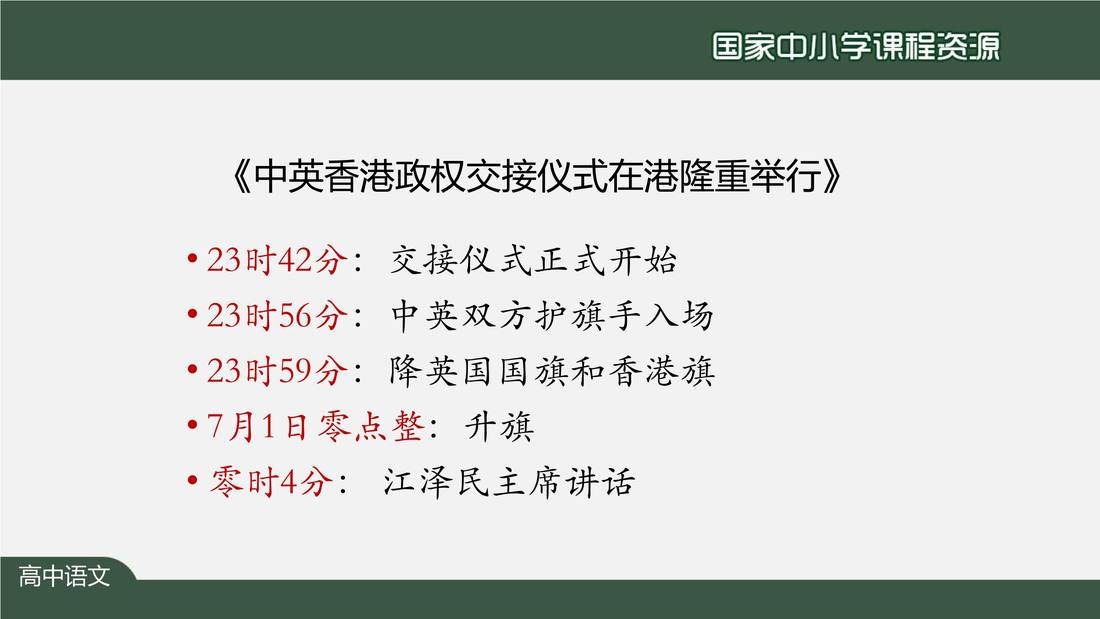 国家中小学课程资源
《中英香港政权交接仪式在港隆重举行》
•23时42分：交接仪式正式开始
•23时56分：中英双方护旗手入场
•23时59分：降英国国旗和香港旗
•7月1日零点整：升旗
•零时4分： 江泽民主席讲话
高中语文